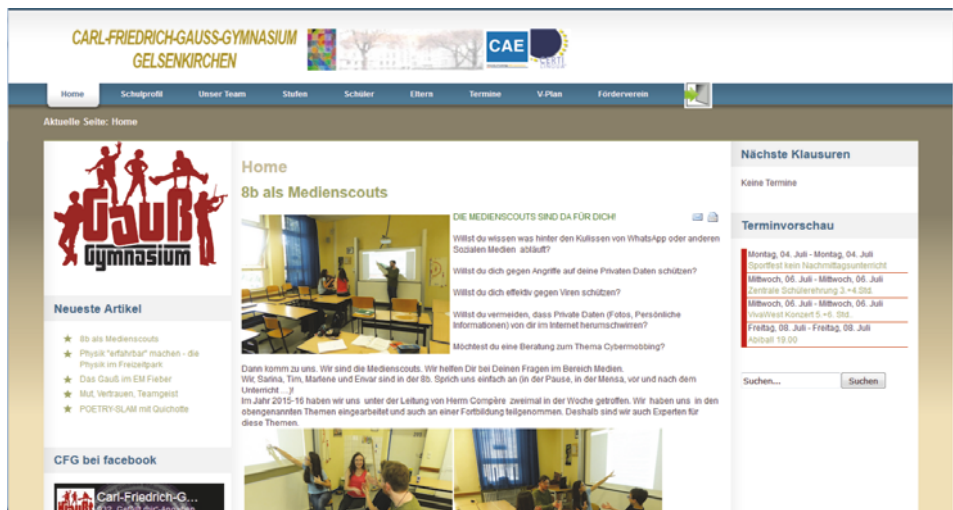 CARL-FRIEDRICH-GAUSS-GYMNASIUM
GELSENKIRCHEN
CAE
Home
Schulprofil
Unser Team
Stufen
Schüler
Eltern
Termine
V-Plan
Förderverein
Aktuelle Seite: Home
Gauß
Gymnasium
Neueste Artikel
8b als Medienscouts
Physik "erfahrbar" machen - die
Physik im Freizeitpark
Das Gauß im EM Fieber
Mut, Vertrauen, Teamgeist
POETRY-SLAM mit Quichotte
CFG bei facebook
Carl-Friedrich-G...
Home
8b als Medienscouts
DIE MEDIENSCOUTS SIND DA FÜR DICH!
Willst du wissen was hinter den Kulissen von WhatsApp oder anderen
Sozialen Medien abläuft?
Willst du dich gegen Angriffe auf deine Privaten Daten schützen?
Willst du dich effektiv gegen Viren schützen?
Willst du vermeiden, dass Private Daten (Fotos, Persönliche
Informationen) von dir im Internet herumschwirren?
Möchtest du eine Beratung zum Thema Cybermobbing?
Dann komm zu uns. Wir sind die Medienscouts. Wir helfen Dir bei Deinen Fragen im Bereich Medien.
Wir, Sarina, Tim, Marlene und Envar sind in der 8b. Sprich uns einfach an (in der Pause, in der Mensa, vor und nach dem
Unterricht ...)!
Im Jahr 2015-16 haben wir uns unter der Leitung von Herrn Compère zweimal in der Woche getroffen. Wir haben uns in den
obengenannten Themen eingearbeitet und auch an einer Fortbildung teilgenommen. Deshalb sind wir auch Experten für
diese Themen.
Nächste Klausuren
Keine Termine
Terminvorschau
Montag, 04. Juli - Montag, 04. Juli
Sportfest kein Nachmittagsunterricht
Mittwoch, 06. Juli - Mittwoch, 06. Juli
Zentrale Schülerehrung 3.+4.Std.
Mittwoch, 06. Juli - Mittwoch, 06. Juli
VivaWest Konzert 5.+6. Std.
Freitag, 08. Juli - Freitag, 08. Juli
Abiball 19.00
Suchen...
Suchen